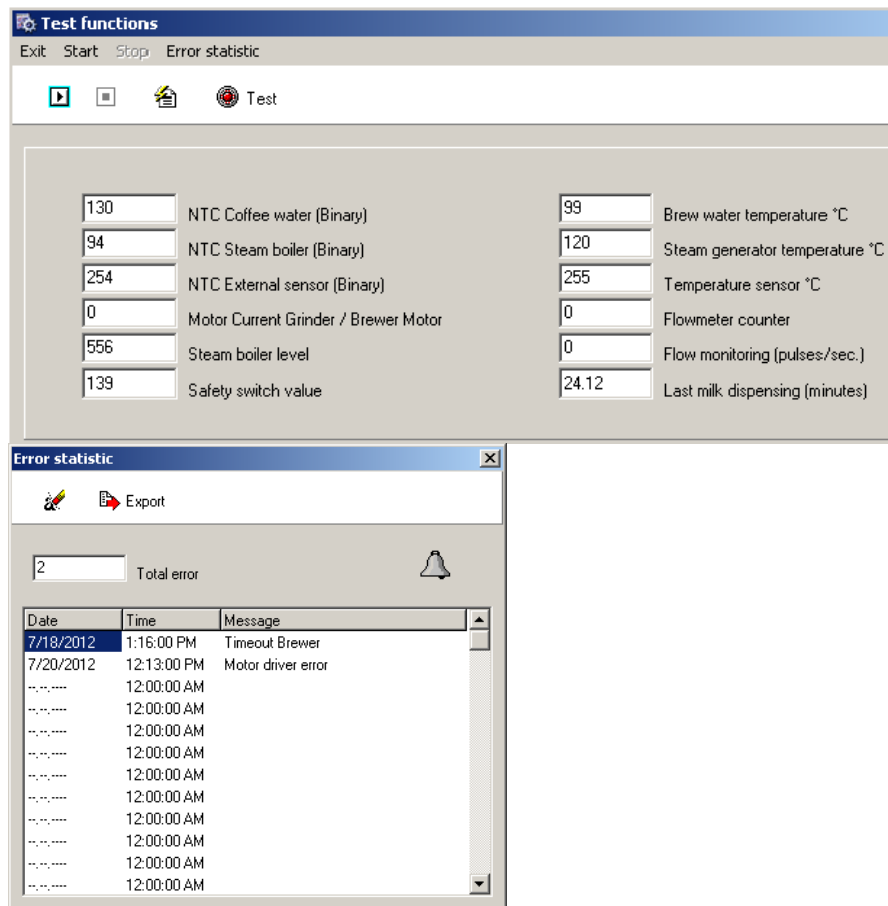 Test functions
Exit Start Stop Error statistic
Test
130 NTC Coffee water (Binary) 99 Brew water temperature °C
94 NTC Steam boiler (Binary) 120 Steam generator temperature °C
254 NTC External sensor (Binary) 255 Temperature sensor °C
0 Motor Current Grinder / Brewer Motor 0 Flowmeter counter
556 Steam boiler level 0 Flow monitoring (pulses/sec.)
139 Safety switch value 24.12 Last milk dispensing (minutes)
Error statistic
Export
2 Total error
Date Time Message
7/18/2012 1:16:00 PM Timeout Brewer
7/20/2012 12:13:00 PM Motor driver error
--.--.---- 12:00:00 AM
--.--.---- 12:00:00 AM
--.--.---- 12:00:00 AM
--.--.---- 12:00:00 AM
--.--.---- 12:00:00 AM
--.--.---- 12:00:00 AM
--.--.---- 12:00:00 AM
--.--.---- 12:00:00 AM
--.--.---- 12:00:00 AM
--.--.---- 12:00:00 AM